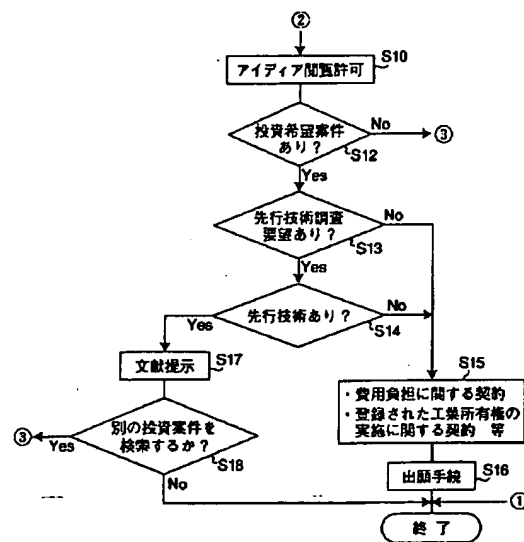 ②
アイディア閲覧許可
S10
投資希望案件
あり？
No
③
S12
Yes
先行技術調査
要望あり？
No
S13
Yes
先行技術あり？
No
Yes
S14
文献提示
S17
S15
・費用負担に関する契約
・登録された工業所有権の
実施に関する契約 等
別の投資案件を
検索するか？
③
Yes
S18
No
出願手続
S16
①
終了